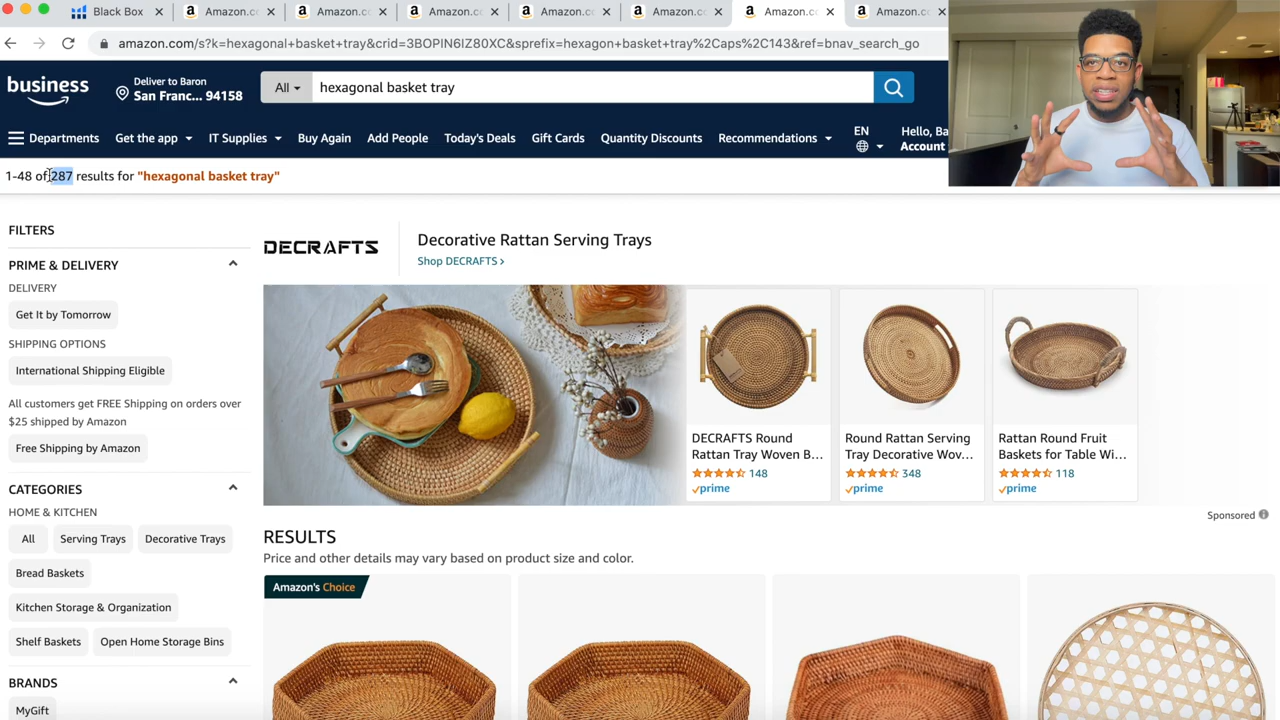 Black Box
Amazon.cc
Amazon.cc
Amazon.cc
Amazon.cc
Amazon.cc
Amazon.cc
Amazon.cc
amazon.com/s?k=hexagonal+basket+tray&crid=3BOPIN6IZ80XC&sprefix=hexagon+basket+tray%2Caps%2C143&ref=bnav_search_go
business
Deliver to Baron
San Franc... 94158
All
hexagonal basket tray
Departments
Get the app
IT Supplies
Buy Again
Add People
Today's Deals
Gift Cards
Quantity Discounts
Recommendations
EN
Hello, Ba
Account
1-48 of 287 results for "hexagonal basket tray"
FILTERS
PRIME & DELIVERY
DELIVERY
Get It by Tomorrow
SHIPPING OPTIONS
International Shipping Eligible
All customers get FREE Shipping on orders over
$25 shipped by Amazon
Free Shipping by Amazon
CATEGORIES
HOME & KITCHEN
All
Serving Trays
Decorative Trays
Bread Baskets
Kitchen Storage & Organization
Shelf Baskets
Open Home Storage Bins
BRANDS
MyGift
DECRAFTS
Decorative Rattan Serving Trays
Shop DECRAFTS ›
DECRAFTS Round
Rattan Tray Woven B...
148
prime
Round Rattan Serving
Tray Decorative Wov...
348
prime
Rattan Round Fruit
Baskets for Table Wi...
118
prime
Sponsored
RESULTS
Price and other details may vary based on product size and color.
Amazon's Choice